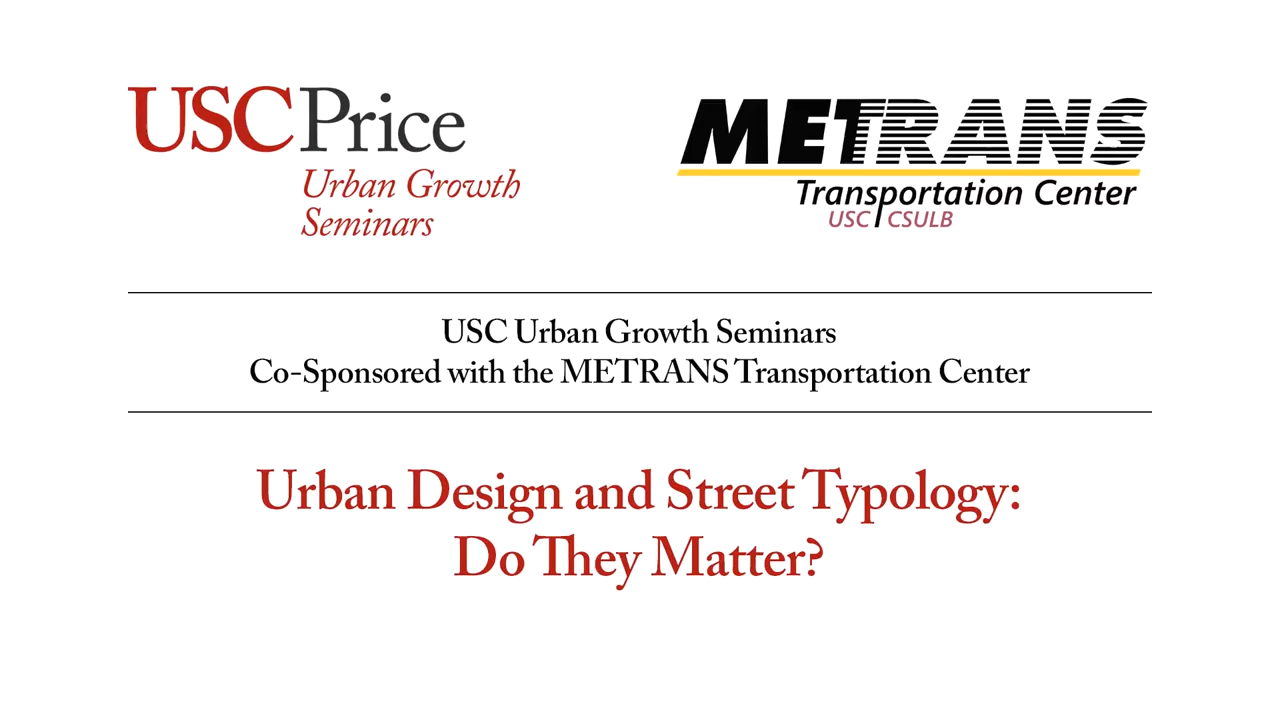 USC Price
Urban Growth
Seminars
METRANS
Transportation Center
USC CSULB
USC Urban Growth Seminars
Co-Sponsored with the METRANS Transportation Center
Urban Design and Street Typology:
Do They Matter?